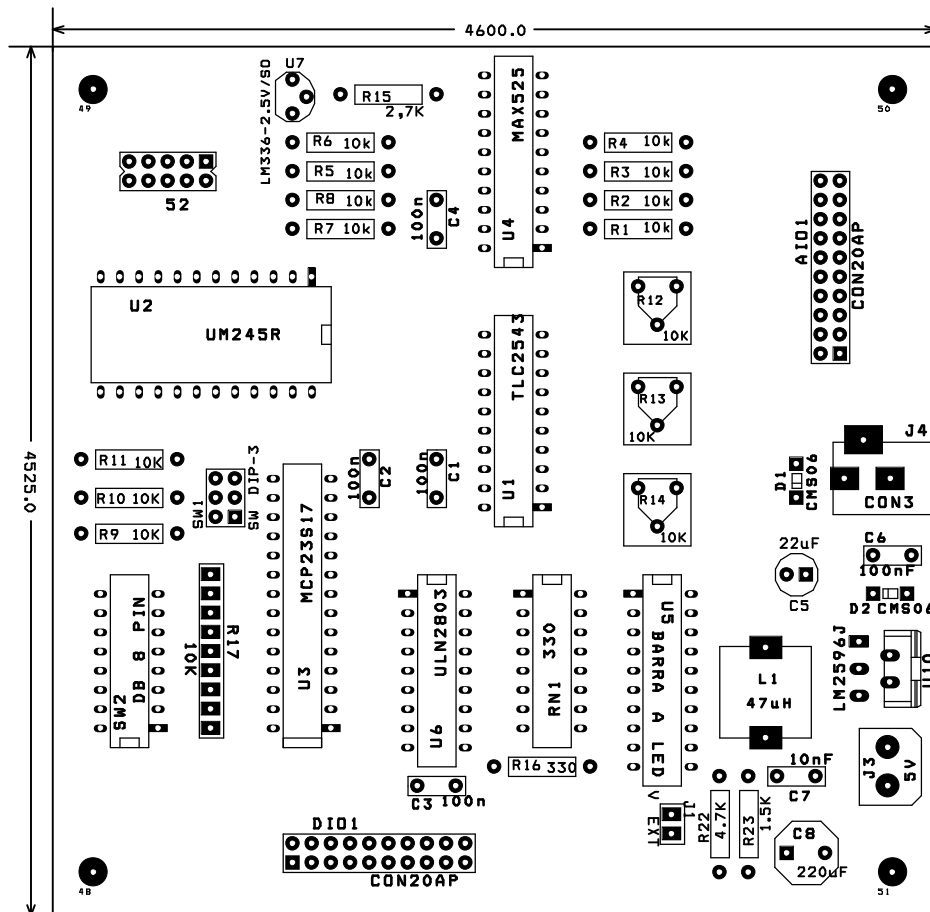 4600.0
U7
LM336-2.5V/SO
R15
2,7K
MAX525
49
56
R6 10k
R4 10k
R5 10k
R3 10k
R8 10k
R2 10k
R7 10k
R1 10k
100n
C4
U4
52
AIO1
CON20AP
U2
UM245R
R12
10K
TLC2543
R13
10K
4525.0
J4
CON3
R11 10K
R10 10K
R9 10K
SW1
SW DIP-3
100n
C2
100n
C1
U1
D1
CMS06
R14
10K
MCP23S17
U3
22uF
C5
C6
100nF
D2 CMS06
SW2
DB 8 PIN
R17
10K
ULN2803
U6
330
RN1
U5
BARRA A LED
L1
47uH
LM2596J
U10
R16 330
C3 100n
10nF
C7
J3
5V
V EXT
J1
R22
4.7K
R23
1.5K
C8
220uF
DIO1
CON20AP
48
51